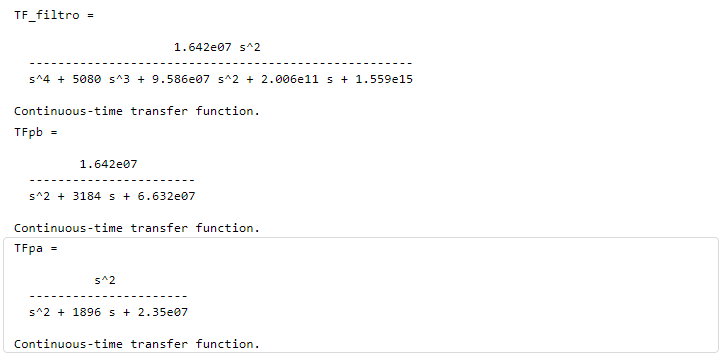 TF_filtro =
1.642e07 s^2
----------------------------------------------------
s^4 + 5080 s^3 + 9.586e07 s^2 + 2.006e11 s + 1.559e15
Continuous-time transfer function.
TFpb =
1.642e07
-----------------------
s^2 + 3184 s + 6.632e07
Continuous-time transfer function.
TFpa =
s^2
----------------------
s^2 + 1896 s + 2.35e07
Continuous-time transfer function.